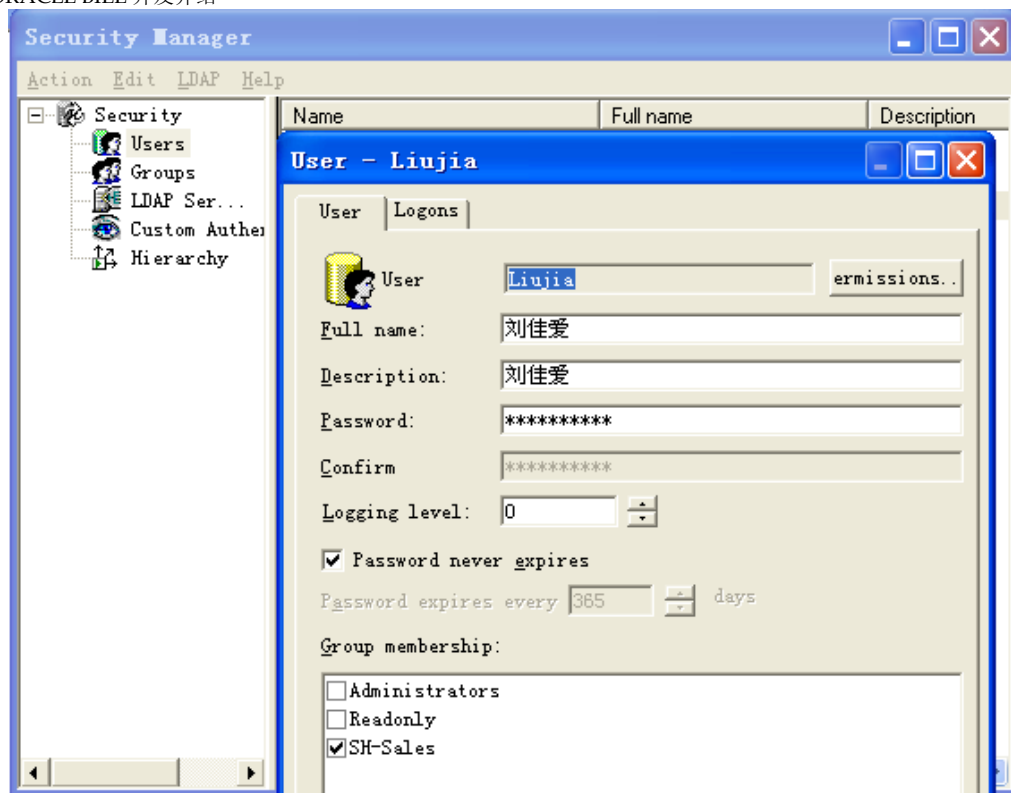 Security Manager
Action Edit LDAP Help
Security
Users
Groups
LDAP Ser...
Custom Authe
Hierarchy
Name Full name Description
User - Liujia
User Logons
User Liujia ermissions..
Full name: 刘佳爱
Description: 刘佳爱
Password: **********
Confirm **********
Logging level: 0
Password never expires
Password expires every 365 days
Group membership:
Administrators
Readonly
SH-Sales